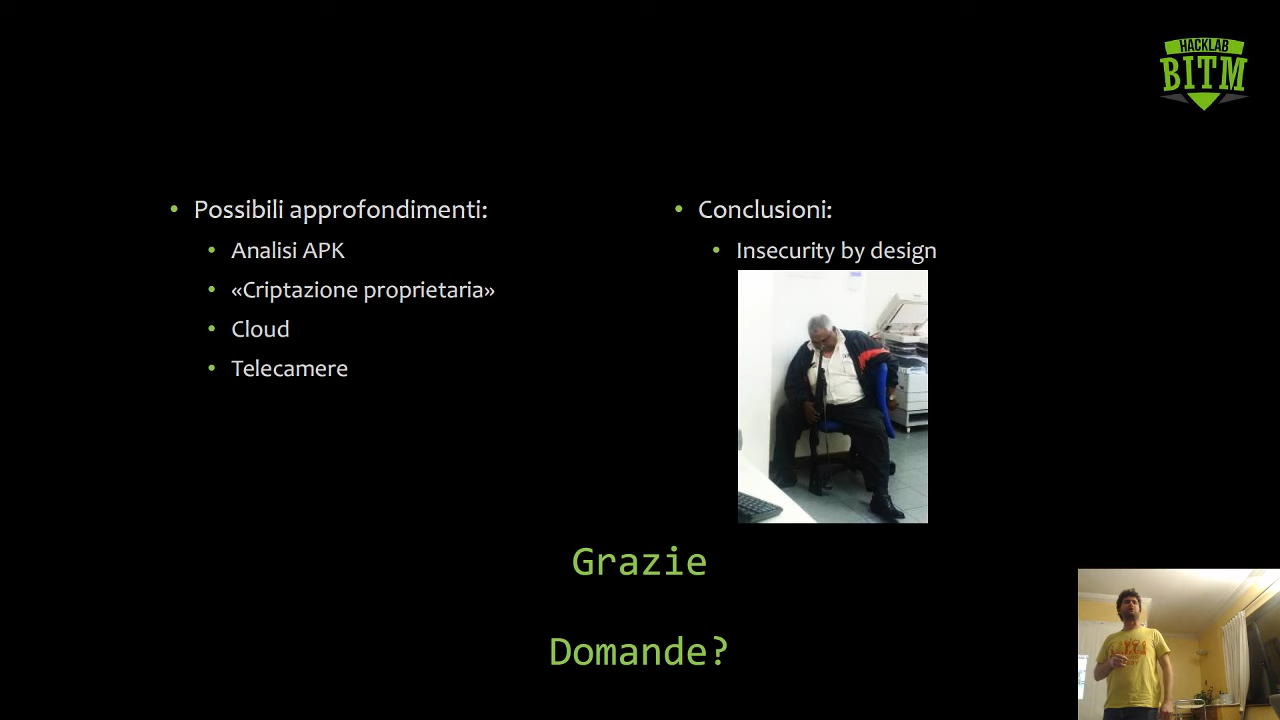 HACKLAB
BITM
• Possibili approfondimenti:
• Analisi APK
• «Criptazione proprietaria»
• Cloud
• Telecamere
• Conclusioni:
• Insecurity by design
Grazie
Domande?